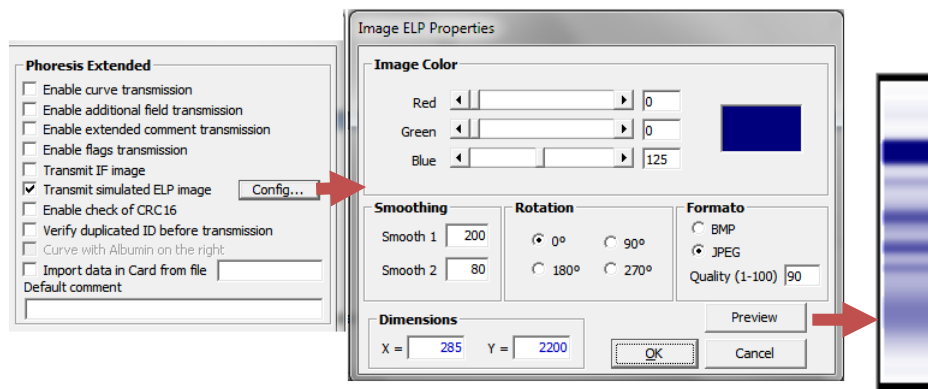 Phoresis Extended
Enable curve transmission
Enable additional field transmission
Enable extended comment transmission
Enable flags transmission
Transmit IF image
Transmit simulated ELP image Config...
Enable check of CRC16
Verify duplicated ID before transmission
Curve with Albumin on the right
Import data in Card from file
Default comment
Image ELP Properties
Image Color
Red 0
Green 0
Blue 125
Smoothing
Smooth 1 200
Smooth 2 80
Rotation
0º 90º
180º 270º
Formato
BMP
JPEG
Quality (1-100) 90
Dimensions
X = 285 Y = 2200
Preview
OK Cancel